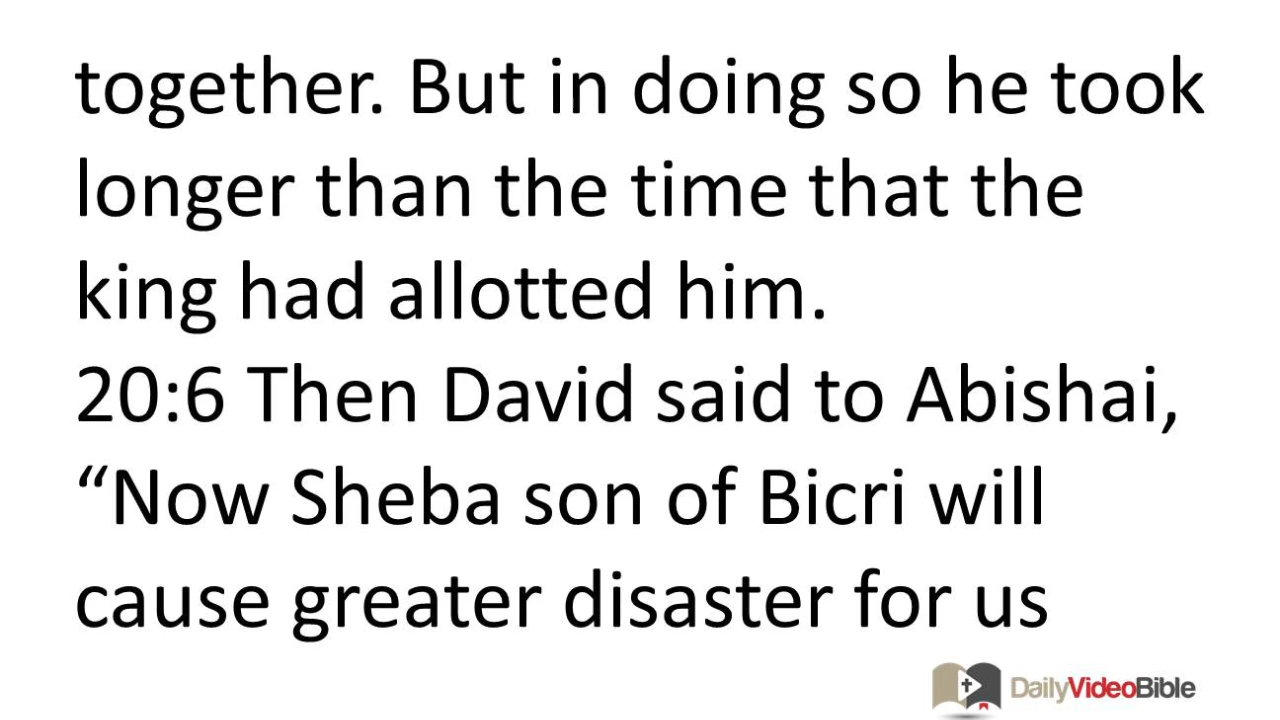 together. But in doing so he took
longer than the time that the
king had allotted him.
20:6 Then David said to Abishai,
“Now Sheba son of Bicri will
cause greater disaster for us
DailyVideoBible